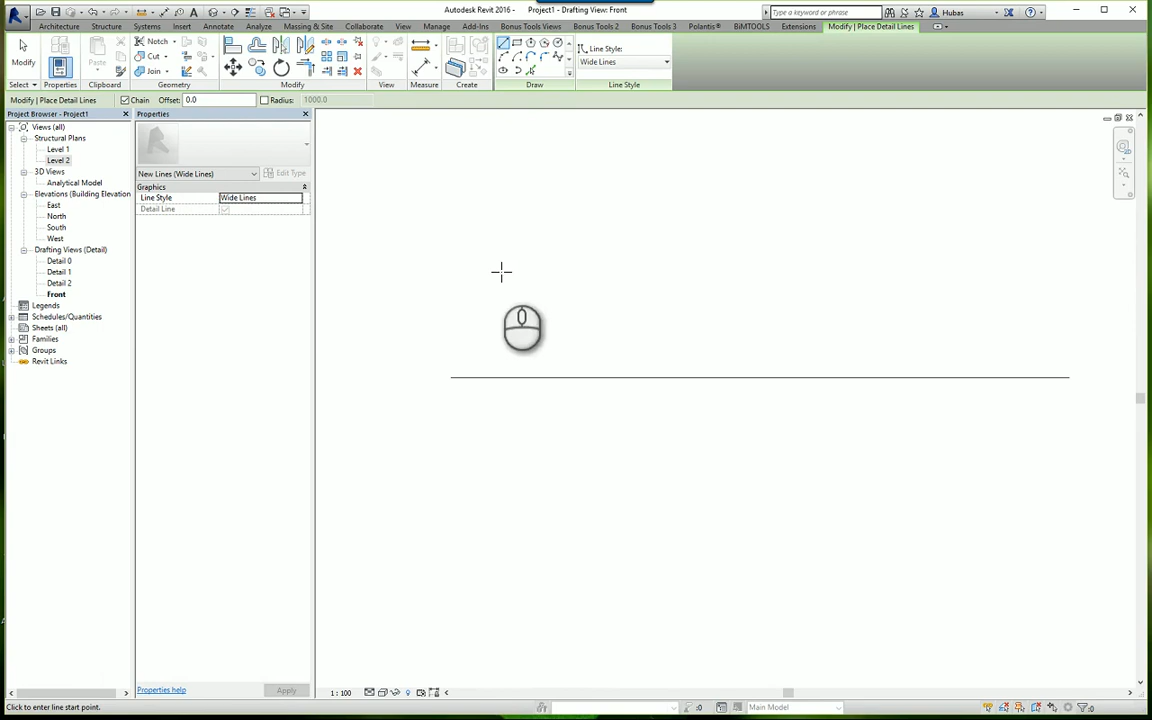 Autodesk Revit 2016 - Project1 - Drafting View: Front
Type a keyword or phrase
Hubas
Architecture Structure Systems Insert Annotate Analyze Massing & Site Collaborate View Manage Add-Ins Bonus Tools Views Bonus Tools 2 Bonus Tools 3 Polantis® BiMTOOLS Extensions Modify | Place Detail Lines
Modify
Paste
Notch
Cut
Join
Line Style:
Wide Lines
Select Properties Clipboard Geometry Modify View Measure Create Draw Line Style
Modify | Place Detail Lines Chain Offset: 0.0 Radius: 1000.0
Project Browser - Project1
Views (all)
Structural Plans
Level 1
Level 2
3D Views
Analytical Model
Elevations (Building Elevation
East
North
South
West
Drafting Views (Detail)
Detail 0
Detail 1
Detail 2
Front
Legends
Schedules/Quantities
Sheets (all)
Families
Groups
Revit Links
Properties
New Lines (Wide Lines) Edit Type
Graphics
Line Style Wide Lines
Detail Line
Properties help Apply
1 : 100
Click to enter line start point.
:0 Main Model :0